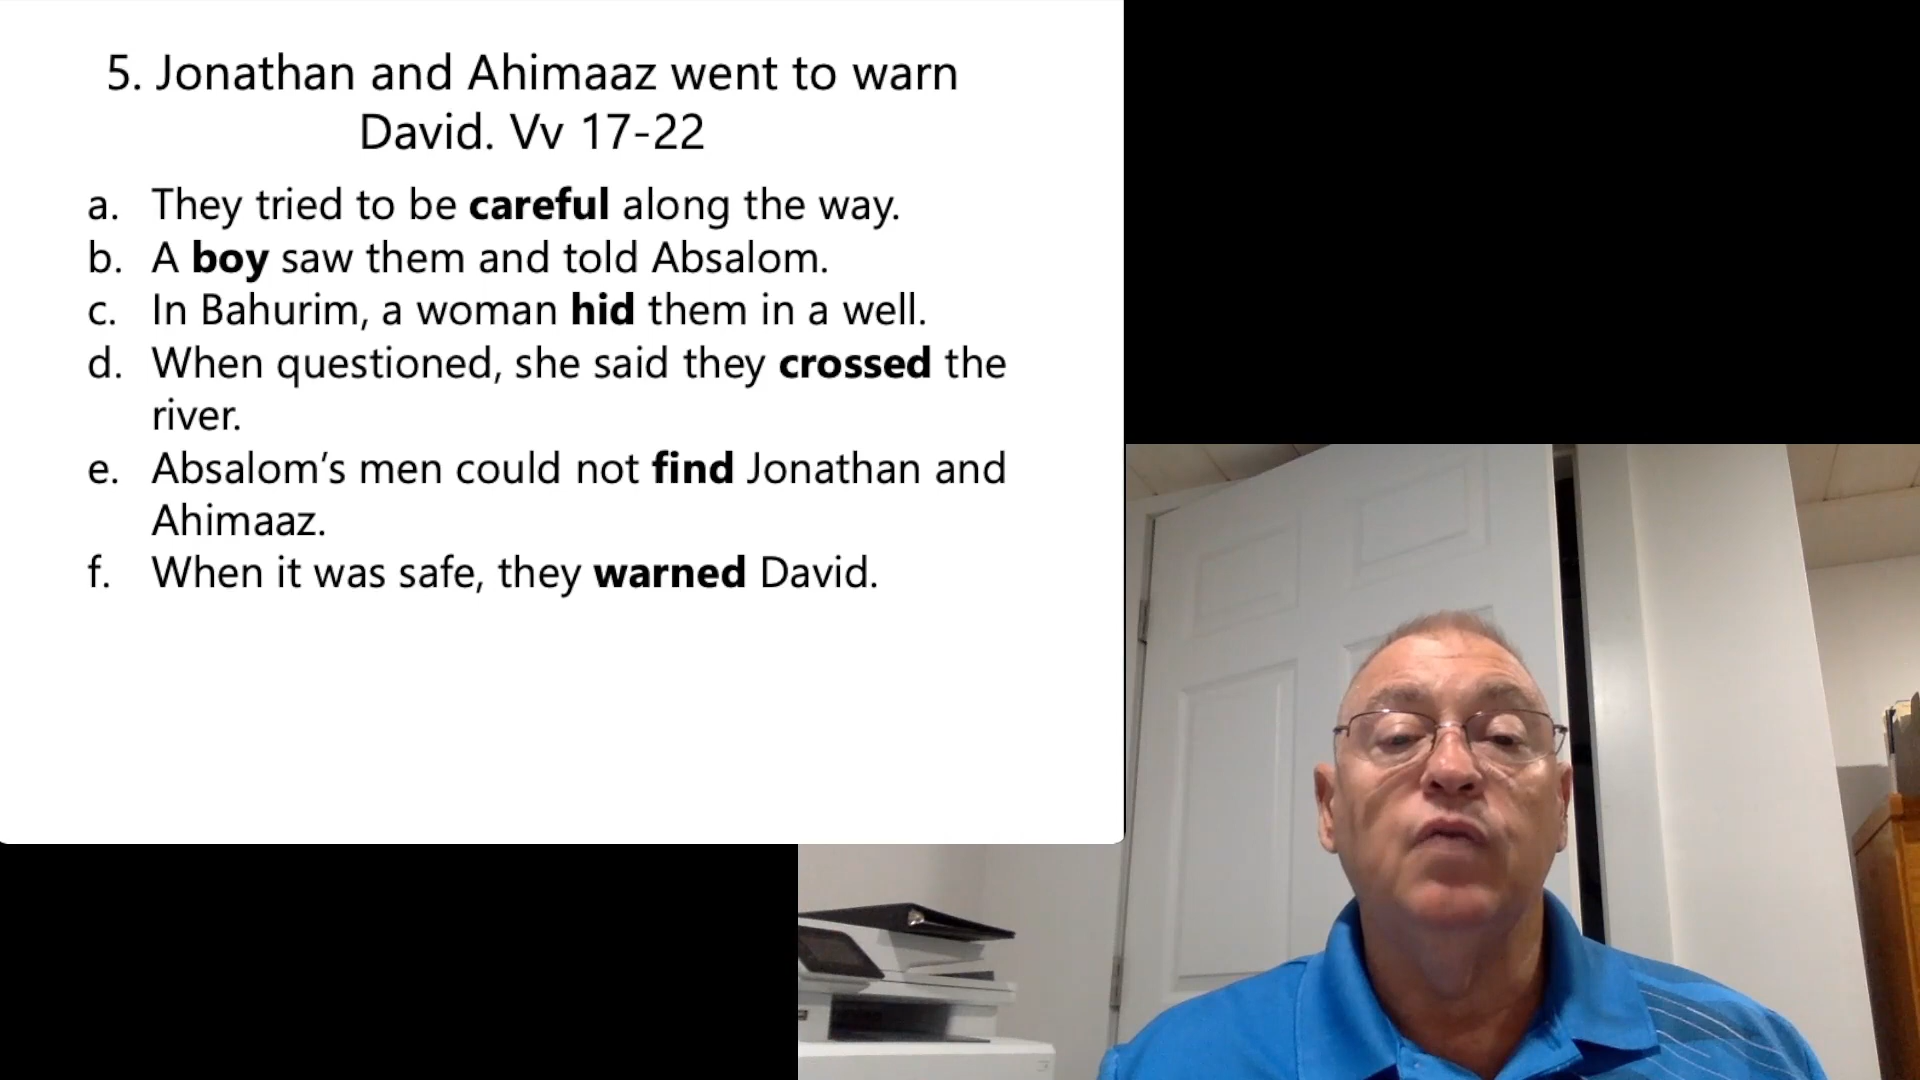 5. Jonathan and Ahimaaz went to warn
David. Vv 17-22
a. They tried to be careful along the way.
b. A boy saw them and told Absalom.
c. In Bahurim, a woman hid them in a well.
d. When questioned, she said they crossed the
river.
e. Absalom’s men could not find Jonathan and
Ahimaaz.
f. When it was safe, they warned David.